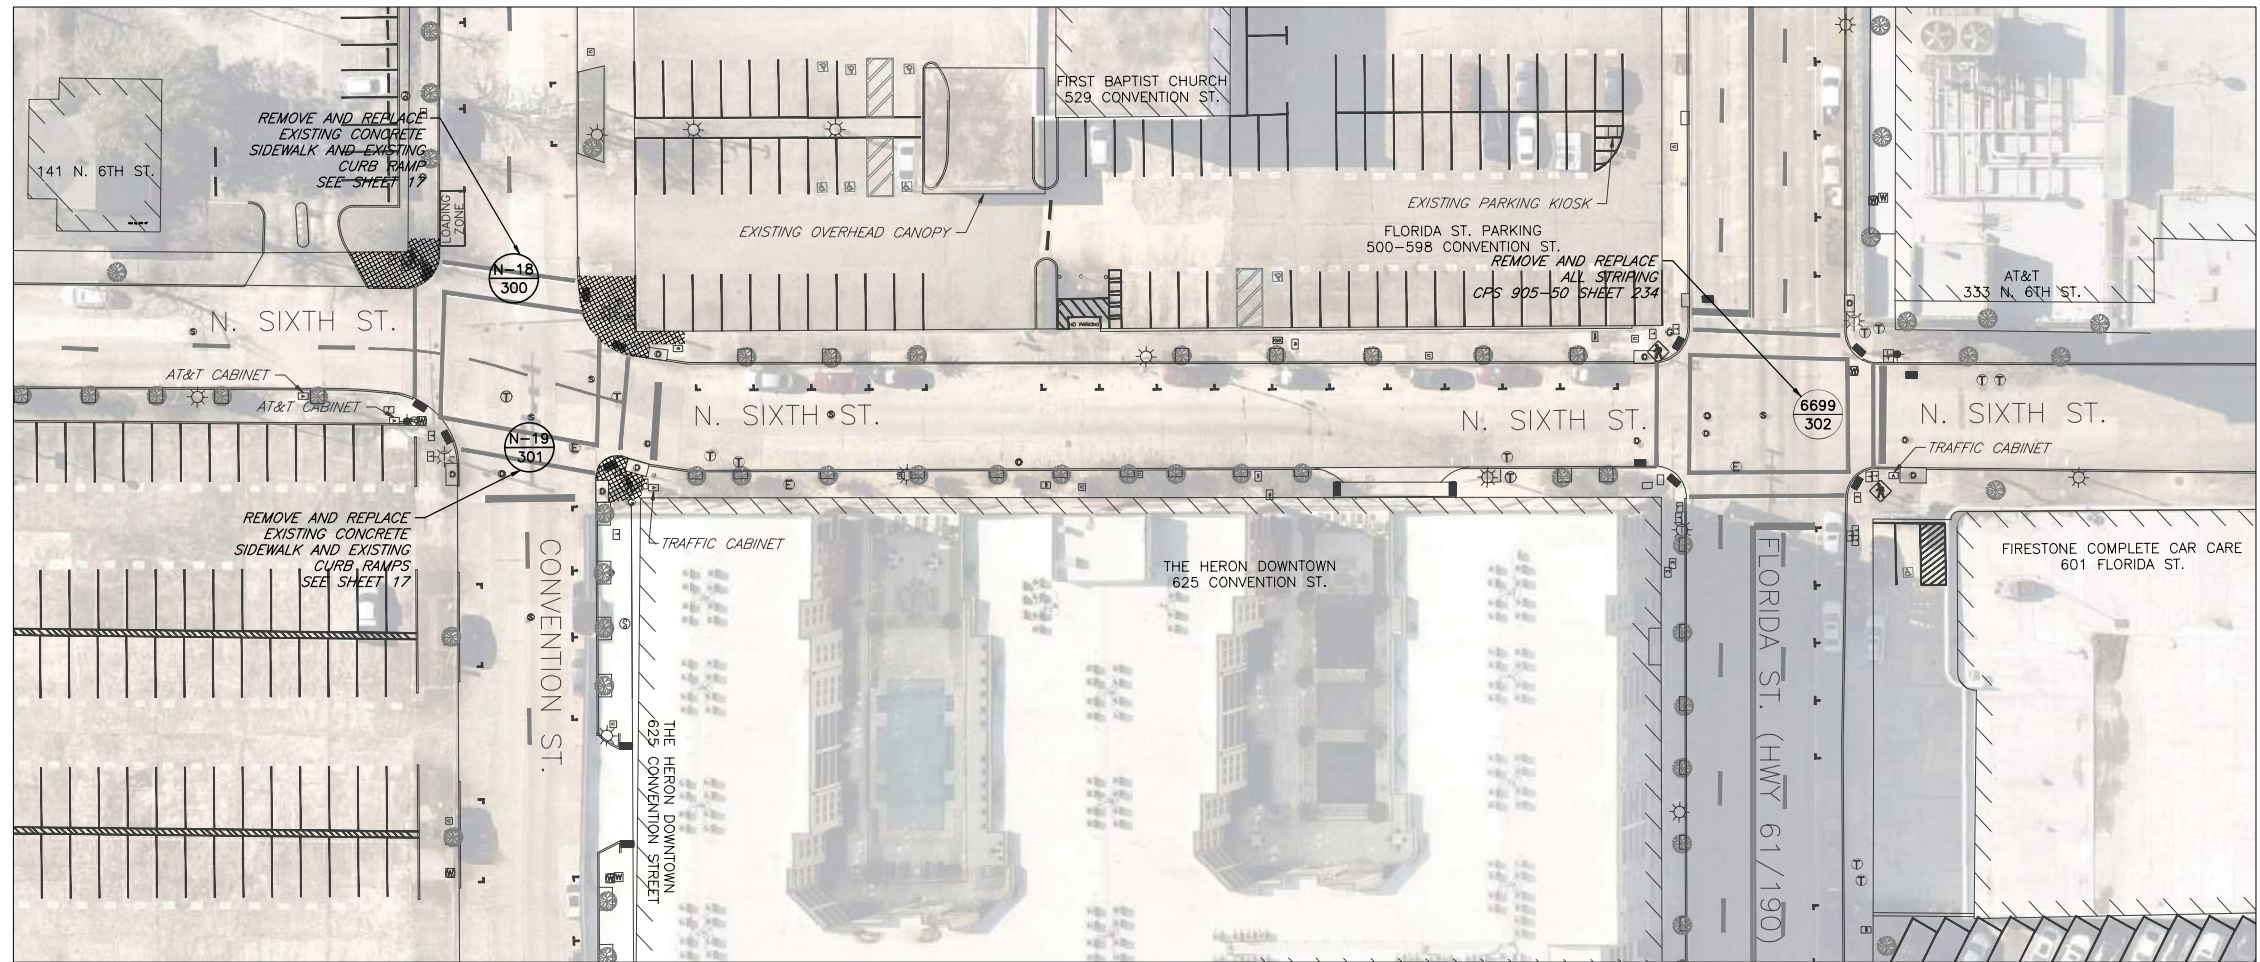 FIRST BAPTIST CHURCH
529 CONVENTION ST.
REMOVE AND REPLACE
EXISTING CONCRETE
SIDEWALK AND EXISTING
CURB RAMP
SEE SHEET 17
141 N. 6TH ST.
LOADING
ZONE
EXISTING PARKING KIOSK
EXISTING OVERHEAD CANOPY
FLORIDA ST. PARKING
500-598 CONVENTION ST.
REMOVE AND REPLACE
ALL STRIPING
CPS 905-50 SHEET 234
N-18
300
AT&T
333 N. 6TH ST.
N. SIXTH ST.
NO PARKING
AT&T CABINET
AT&T CABINET
N. SIXTH ST.
N. SIXTH ST.
6699
302
N. SIXTH ST.
N-19
301
TRAFFIC CABINET
REMOVE AND REPLACE
EXISTING CONCRETE
SIDEWALK AND EXISTING
CURB RAMPS
SEE SHEET 17
TRAFFIC CABINET
CONVENTION ST.
THE HERON DOWNTOWN
625 CONVENTION ST.
FLORIDA ST. (HWY 61/190)
FIRESTONE COMPLETE CAR CARE
601 FLORIDA ST.
THE HERON DOWNTOWN
625 CONVENTION STREET